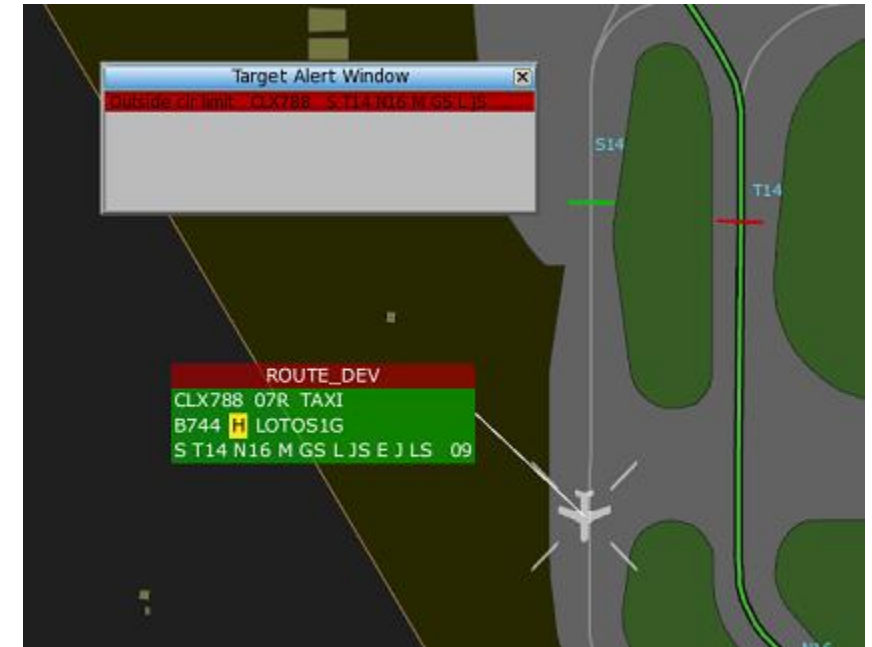 Target Alert Window
Outside clr limit CLX788 S T14 N16 M GS L JS
S14
T14
ROUTE_DEV
CLX788 07R TAXI
B744 H LOTOS1G
S T14 N16 M GS L JS E J LS 09
N16